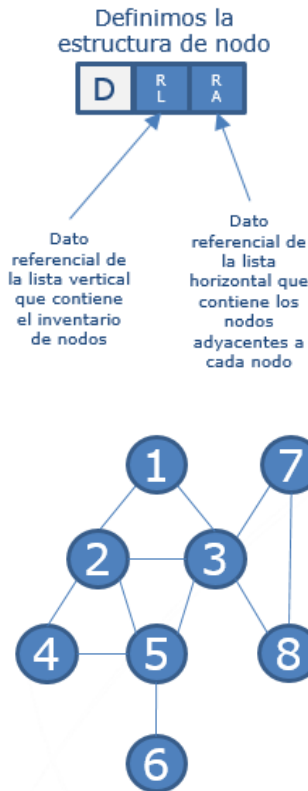 Definimos la
estructura de nodo
D
R
L
R
A
Dato
referencial de
la lista vertical
que contiene
el inventario
de nodos
Dato
referencial de
la lista
horizontal que
contiene los
nodos
adyacentes a
cada nodo
1
7
2
3
4
5
8
6